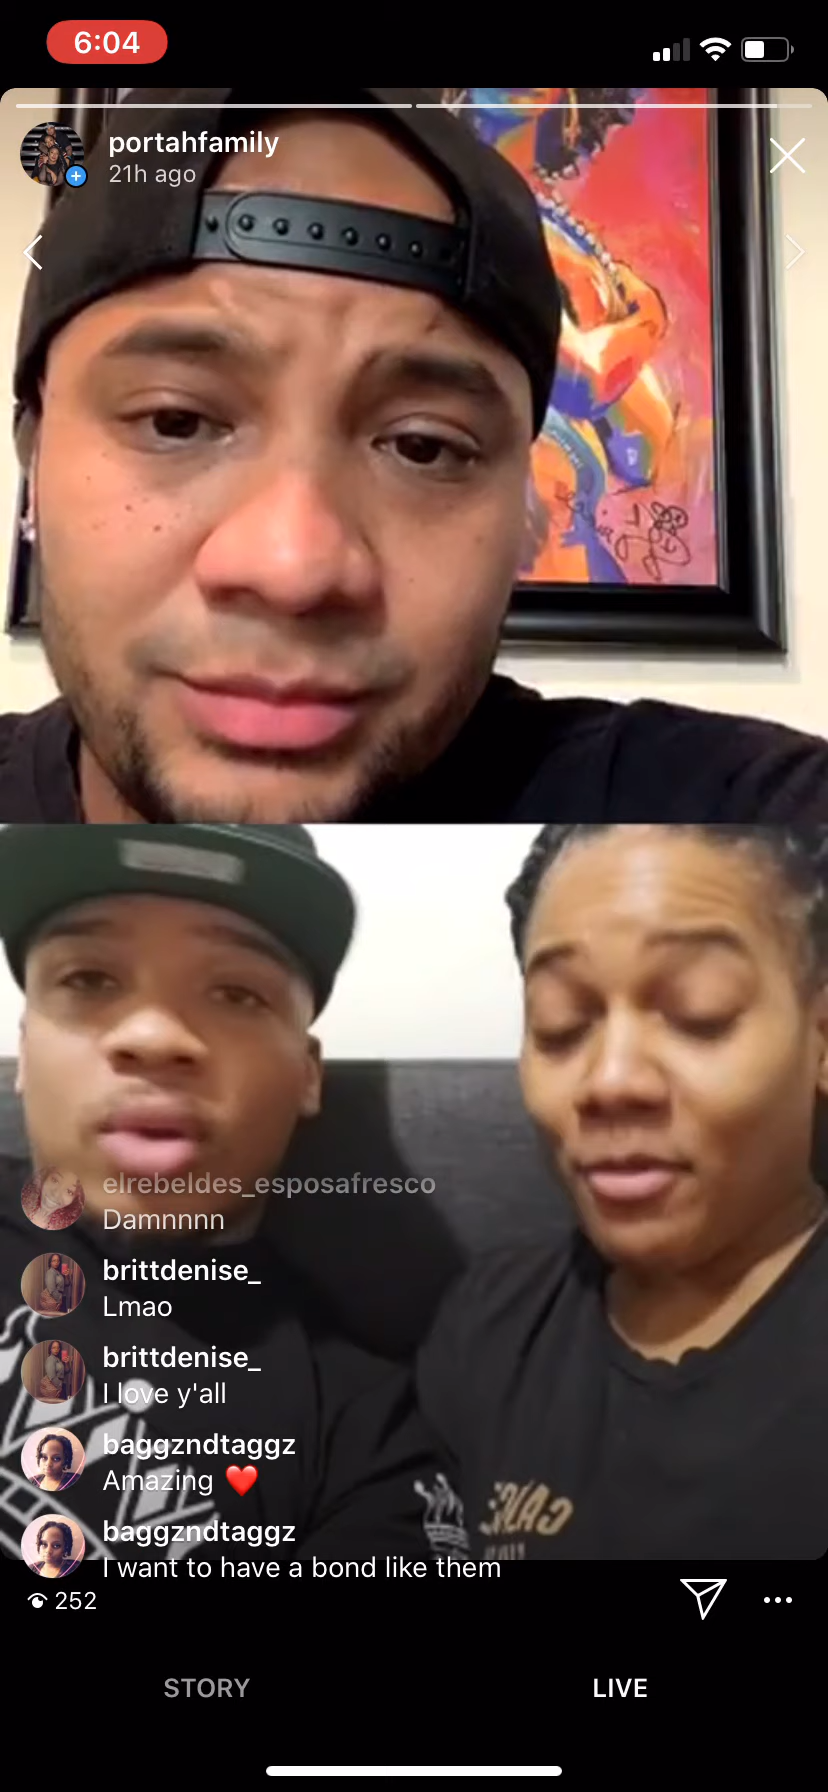 6:04
portahfamily
21h ago
elrebeldes_esposafresco
Damnnnn
brittdenise_
Lmao
brittdenise_
I love y'all
baggzndtaggz
Amazing ❤️
baggzndtaggz
I want to have a bond like them
252
STORY
LIVE